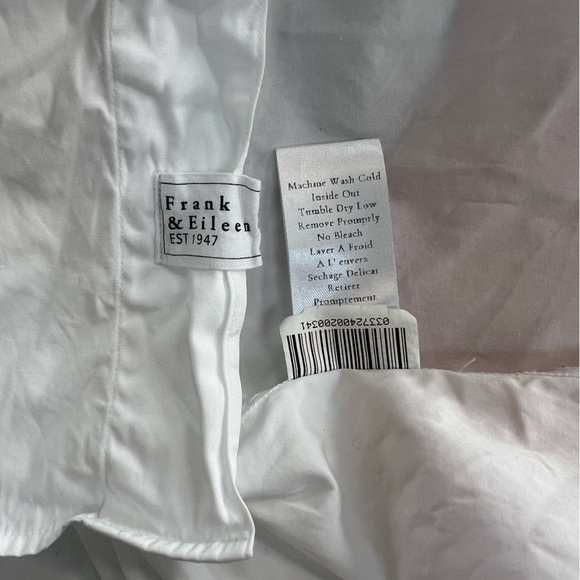 Frank
& Eileen
EST 1947
Machine Wash Cold
Inside Out
Tumble Dry Low
Remove Promptly
No Bleach
Laver A Froid
A L' envers
Sechage Delicat
Retirer
Promptement
03372400200341